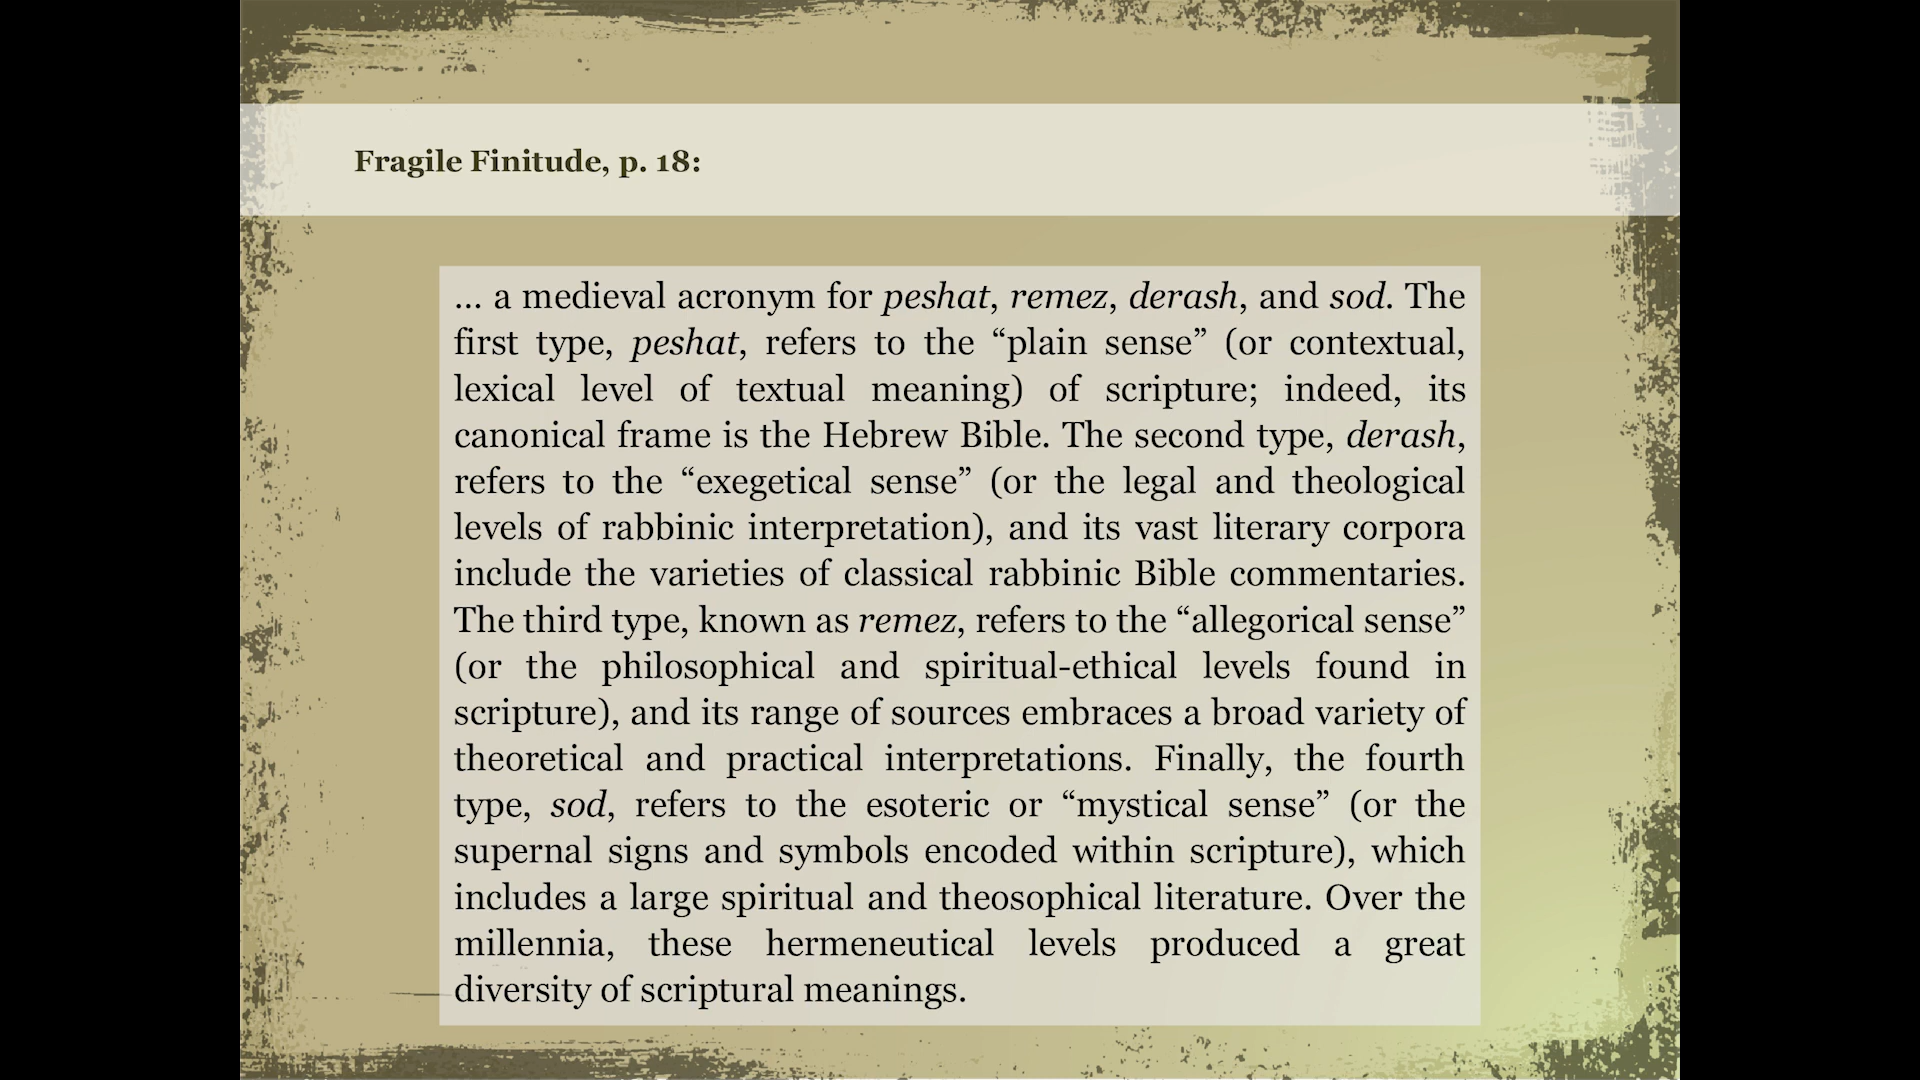 Fragile Finitude, p. 18:
… a medieval acronym for peshat, remez, derash, and sod. The
first type, peshat, refers to the “plain sense” (or contextual,
lexical level of textual meaning) of scripture; indeed, its
canonical frame is the Hebrew Bible. The second type, derash,
refers to the “exegetical sense” (or the legal and theological
levels of rabbinic interpretation), and its vast literary corpora
include the varieties of classical rabbinic Bible commentaries.
The third type, known as remez, refers to the “allegorical sense”
(or the philosophical and spiritual-ethical levels found in
scripture), and its range of sources embraces a broad variety of
theoretical and practical interpretations. Finally, the fourth
type, sod, refers to the esoteric or “mystical sense” (or the
supernal signs and symbols encoded within scripture), which
includes a large spiritual and theosophical literature. Over the
millennia, these hermeneutical levels produced a great
diversity of scriptural meanings.